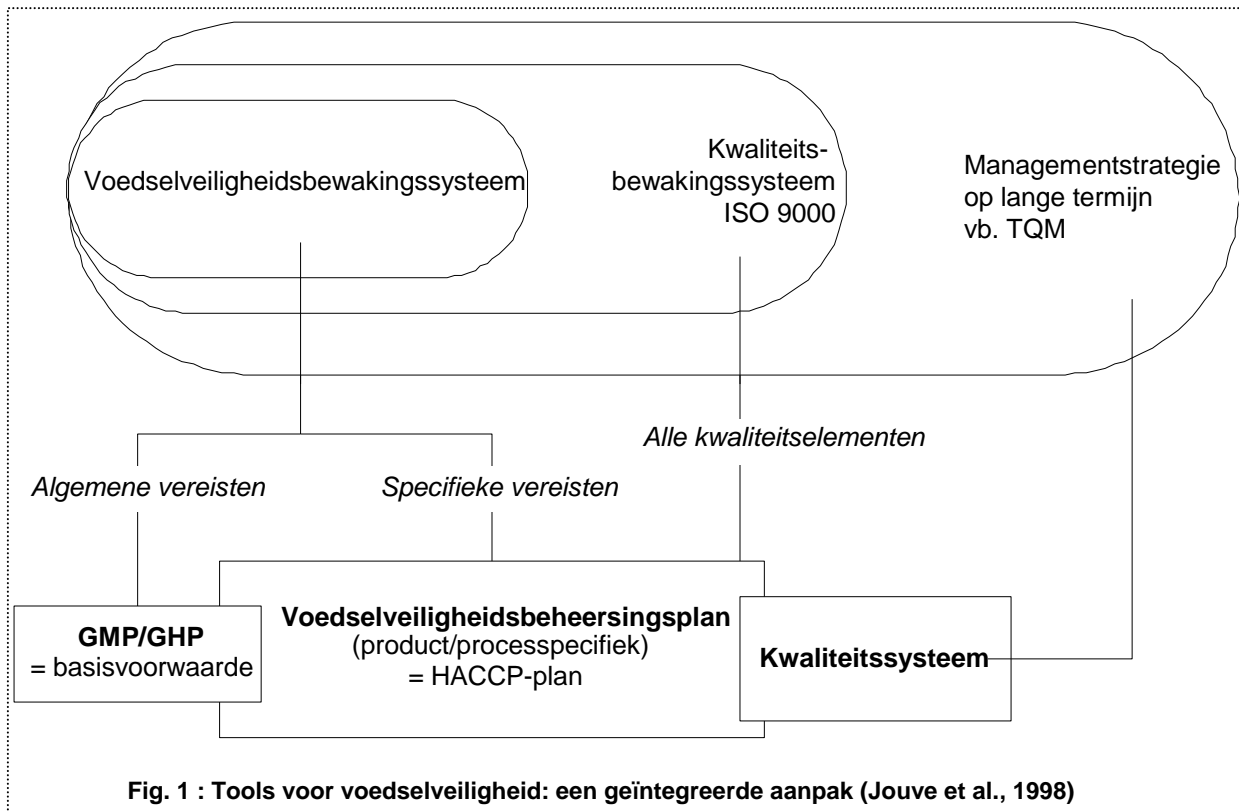 Voedselveiligheidsbewakingssysteem
Kwaliteits-
bewakingssysteem
ISO 9000
Managementstrategie
op lange termijn
vb. TQM
Alle kwaliteitselementen
Algemene vereisten
Specifieke vereisten
GMP/GHP
= basisvoorwaarde
Voedselveiligheidsbeheersingsplan
(product/processpecifiek)
= HACCP-plan
Kwaliteitssysteem
Fig. 1 : Tools voor voedselveiligheid: een geïntegreerde aanpak (Jouve et al., 1998)